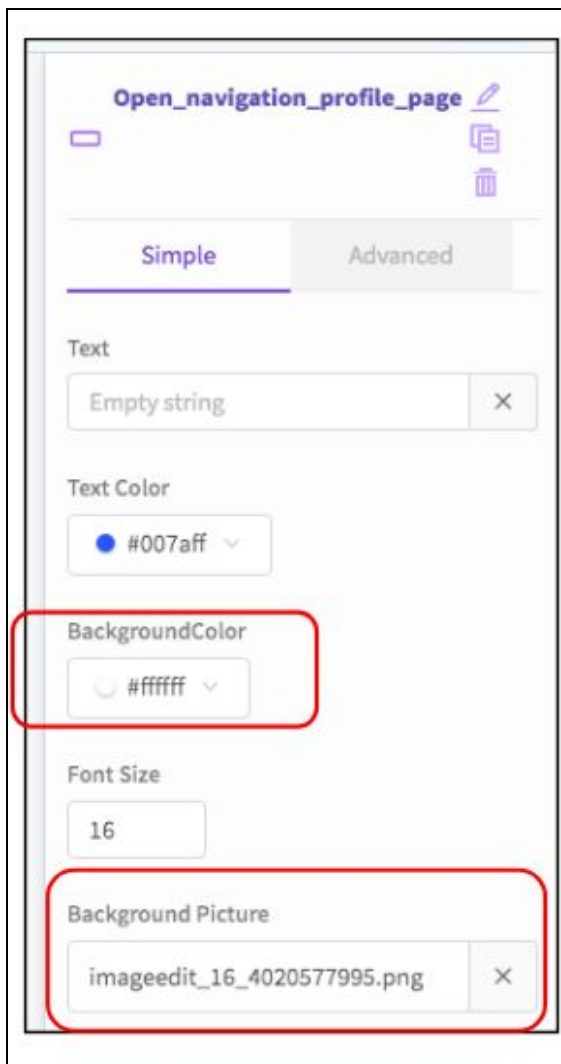 Open_navigation_profile_page
Simple Advanced
Text
Empty string
Text Color
#007aff
BackgroundColor
#ffffff
Font Size
16
Background Picture
imageedit_16_4020577995.png